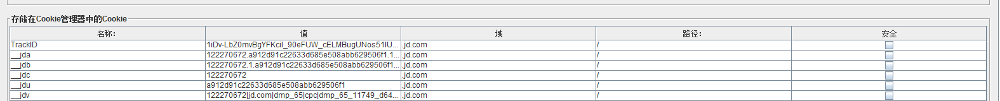 存储在Cookie管理器中的Cookie
名称: 值 域 路径: 安全
TrackID 1iDv-LbZ0mvBgYFKciI_90eFUW_cELMBugUNos51IU... .jd.com /
__jda 122270672.a912d91c22633d685e508abb629506f1.1... .jd.com /
__jdb 122270672.1.a912d91c22633d685e508abb629506f1... .jd.com /
__jdc 122270672 .jd.com /
__jdu a912d91c22633d685e508abb629506f1 .jd.com /
__jdv 122270672|jd.com|dmp_65|cpc|dmp_65_11749_d64... .jd.com /